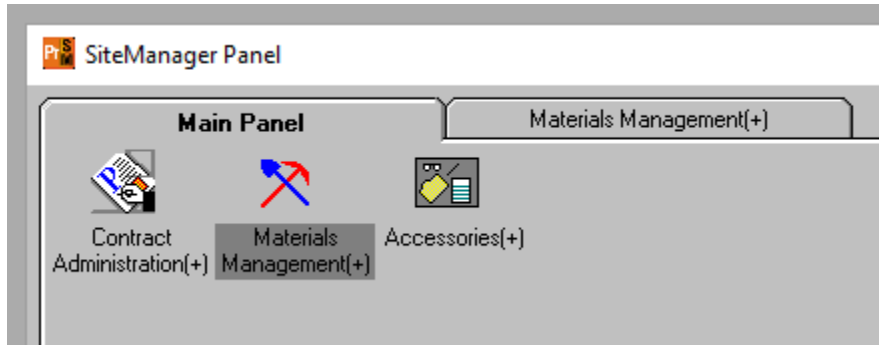 SiteManager Panel
Main Panel
Materials Management(+)
Contract
Administration(+)
Materials
Management(+)
Accessories(+)